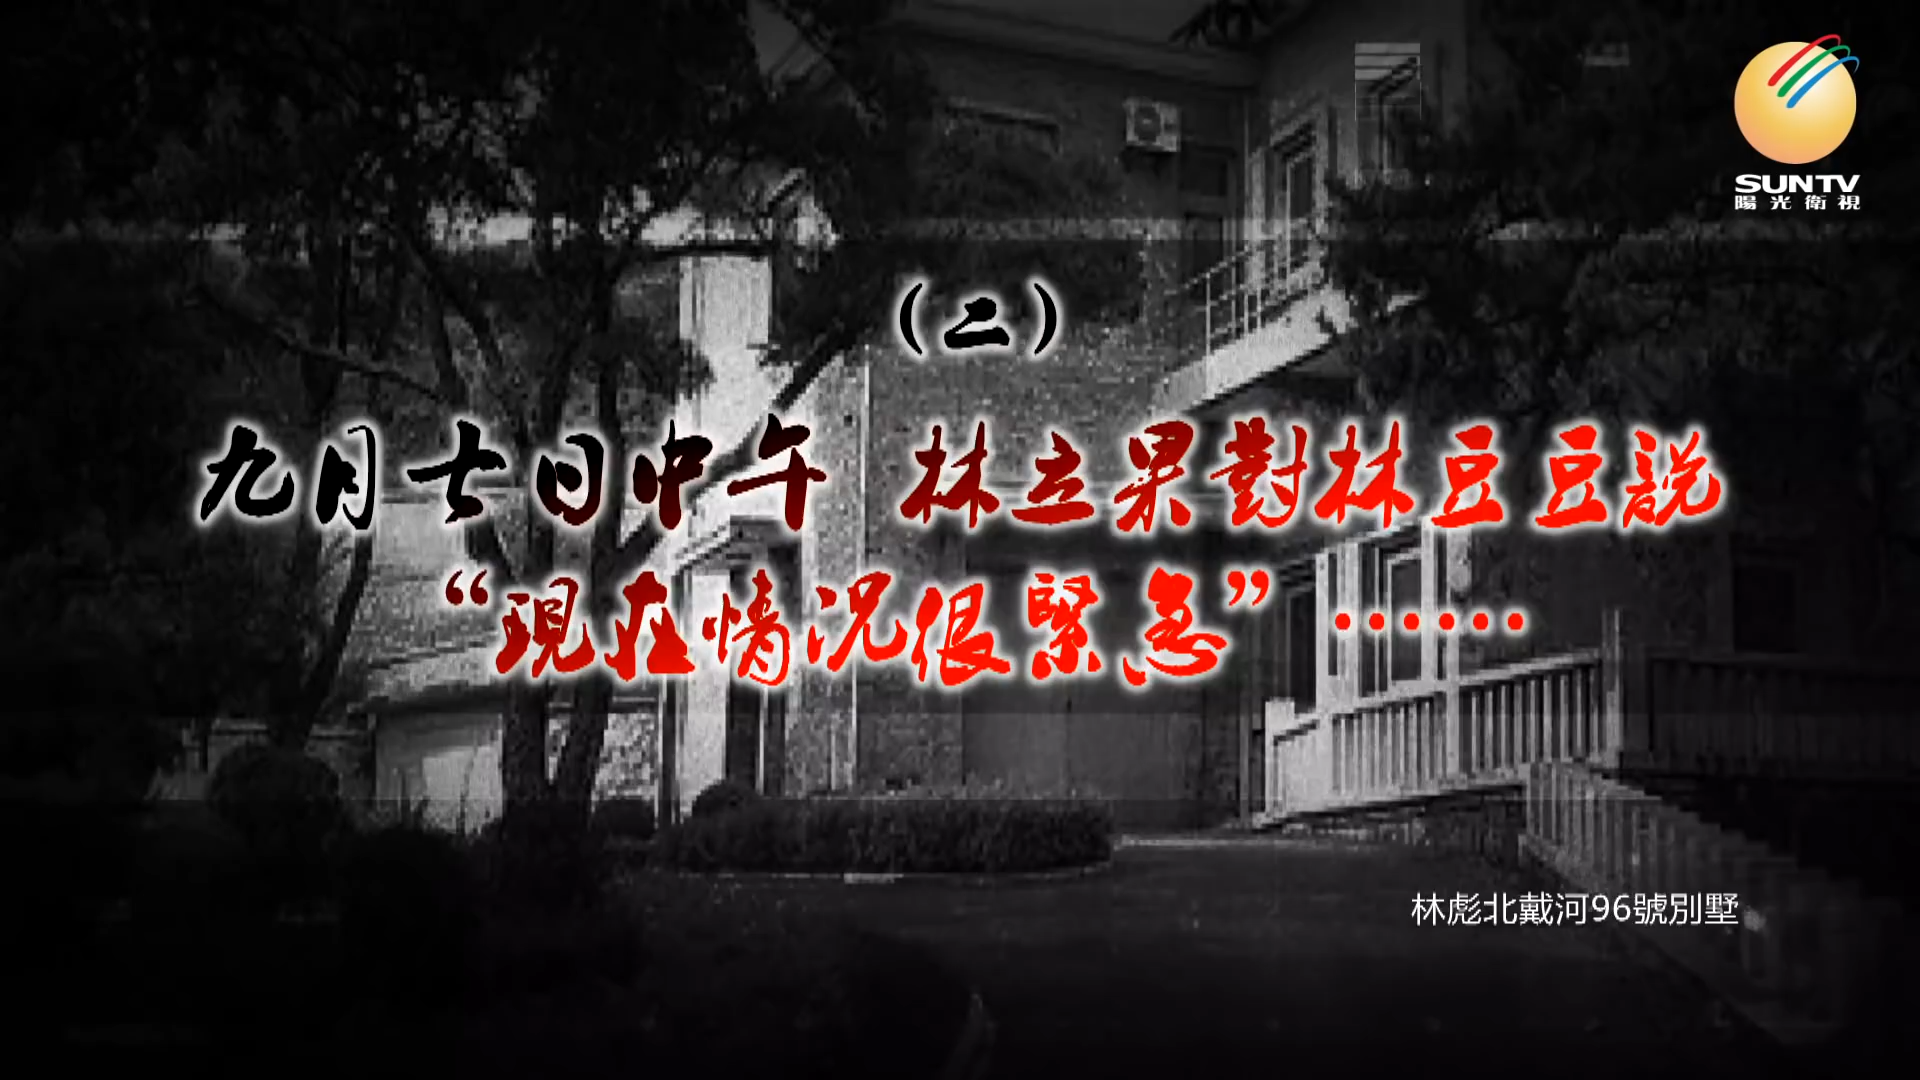 SUNTV
陽光衛視
（二）
九月七日中午 林立果對林豆豆說
“現在情況很緊急”……
林彪北戴河96號別墅